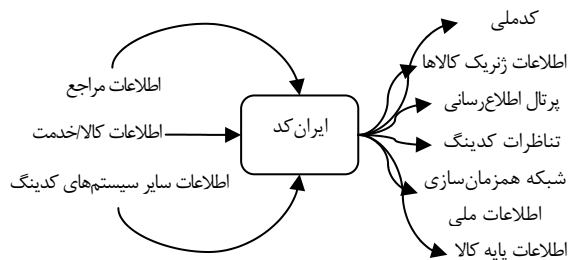 کدملی
اطلاعات ژنریک کالاها
پرتال اطلاع‌رسانی
تناظرات کدینگ
شبکه همزمان‌سازی
اطلاعات ملی
اطلاعات پایه کالا
ایران‌کد
اطلاعات مراجع
اطلاعات کالا/خدمت
اطلاعات سایر سیستم‌های کدینگ